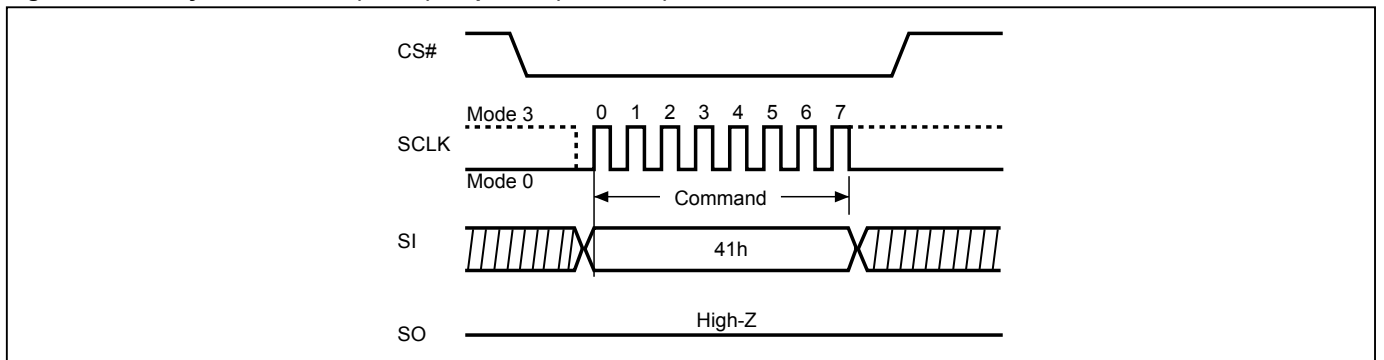 CS#
Mode 3 0 1 2 3 4 5 6 7
SCLK
Mode 0
Command
SI 41h
High-Z
SO